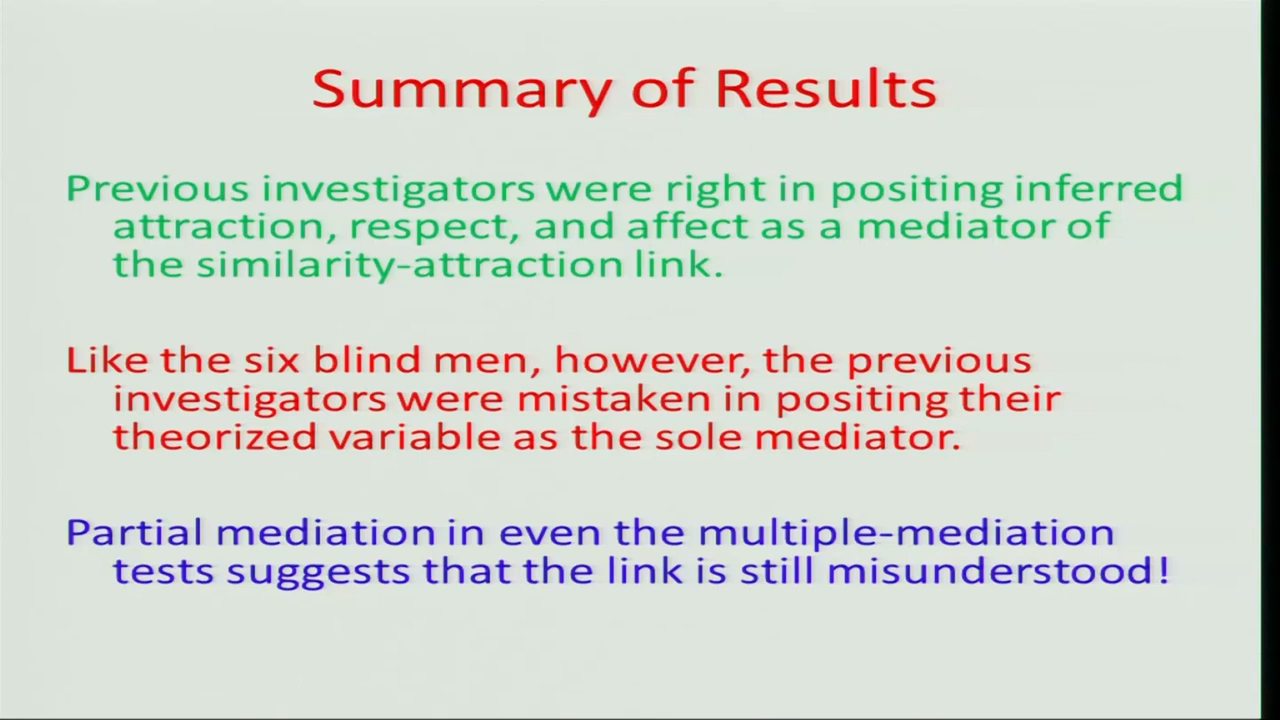 Summary of Results
Previous investigators were right in positing inferred
attraction, respect, and affect as a mediator of
the similarity-attraction link.
Like the six blind men, however, the previous
investigators were mistaken in positing their
theorized variable as the sole mediator.
Partial mediation in even the multiple-mediation
tests suggests that the link is still misunderstood!